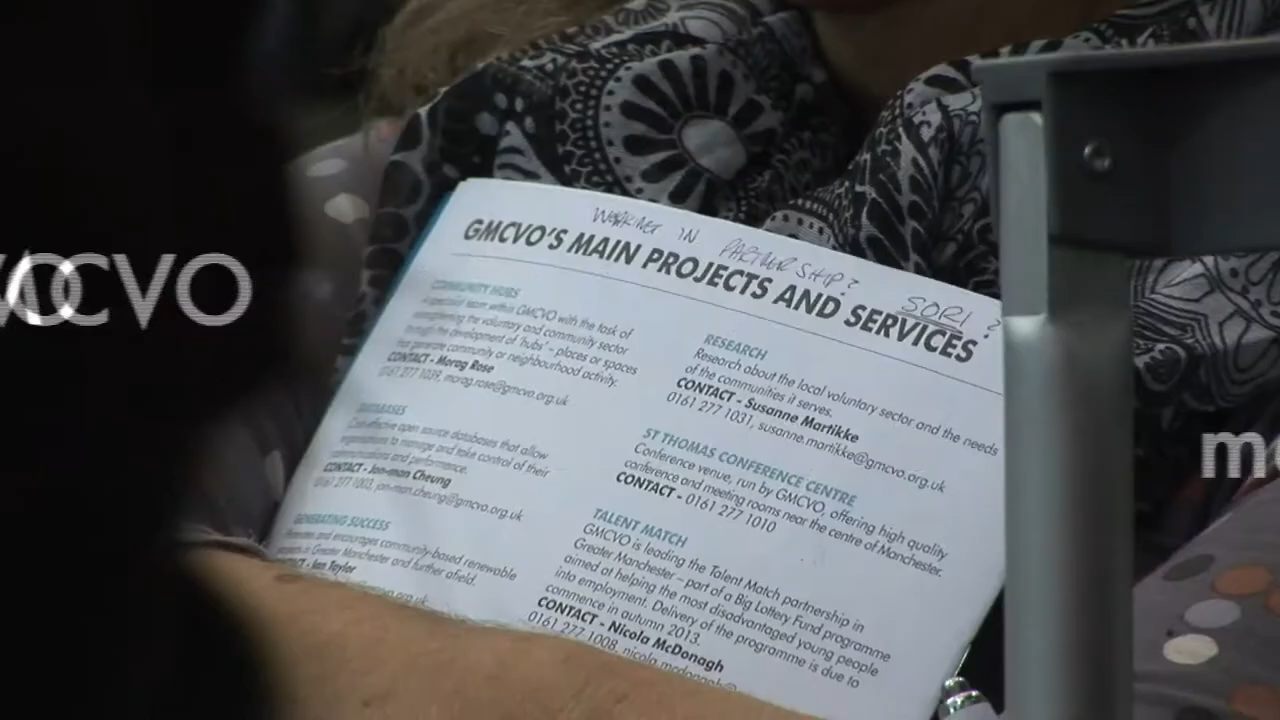 WORKING IN PARTNERSHIP?
SORI?
GMCVO'S MAIN PROJECTS AND SERVICES
COMMUNITY HUBS
A specialist team within GMCVO with the task of
strengthening the voluntary and community sector
through the development of 'hubs' – places or spaces
that generate community or neighbourhood activity.
CONTACT - Morag Rose
0161 277 1039, morag.rose@gmcvo.org.uk
DATABASES
Cost-effective open source databases that allow
organisations to manage and take control of their
communications and performance.
CONTACT - Jon-man Cheung
0161 277 1003, jon-man.cheung@gmcvo.org.uk
GENERATING SUCCESS
Promotes and encourages community-based renewable
projects in Greater Manchester and further afield.
CONTACT - Ian Taylor
gmcvo.org.uk
RESEARCH
Research about the local voluntary sector and the needs
of the communities it serves.
CONTACT - Susanne Martikke
0161 277 1031, susanne.martikke@gmcvo.org.uk
ST THOMAS CONFERENCE CENTRE
Conference venue, run by GMCVO, offering high quality
conference and meeting rooms near the centre of Manchester.
CONTACT - 0161 277 1010
TALENT MATCH
GMCVO is leading the Talent Match partnership in
Greater Manchester – part of a Big Lottery Fund programme
aimed at helping the most disadvantaged young people
into employment. Delivery of the programme is due to
commence in autumn 2013.
CONTACT - Nicola McDonagh
0161 277 1008, nicola.mcdonagh@
CVO